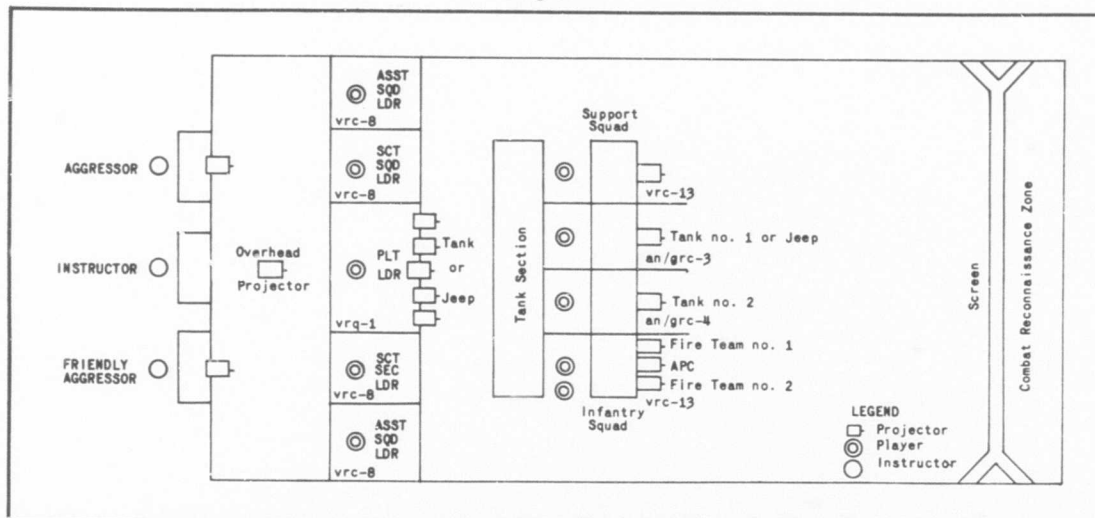 AGGRESSOR
INSTRUCTOR
FRIENDLY
AGGRESSOR
Overhead
Projector
ASST
SQD
LDR
vrc-8
SCT
SQD
LDR
vrc-8
PLT
LDR
vrq-1
Tank
or
Jeep
SCT
SEC
LDR
vrc-8
ASST
SQD
LDR
vrc-8
Tank Section
Support
Squad
vrc-13
Tank no. 1 or Jeep
an/grc-3
Tank no. 2
an/grc-4
Fire Team no. 1
APC
Fire Team no. 2
vrc-13
Infantry
Squad
Screen
Combat Reconnaissance Zone
LEGEND
Projector
Player
Instructor